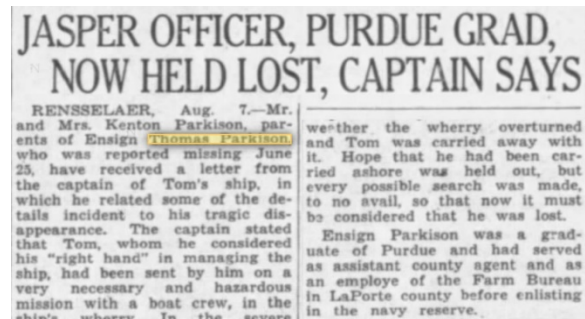 JASPER OFFICER, PURDUE GRAD,
NOW HELD LOST, CAPTAIN SAYS
RENSSELAER, Aug. 7.—Mr.
and Mrs. Kenton Parkison, par-
ents of Ensign Thomas Parkison,
who was reported missing June
25, have received a letter from
the captain of Tom's ship, in
which he related some of the de-
tails incident to his tragic dis-
appearance. The captain stated
that Tom, whom he considered
his "right hand" in managing the
ship, had been sent by him on a
very necessary and hazardous
mission with a boat crew, in the
ship's wherry. In the severe
the wherry overturned
and Tom was carried away with
it. Hope that he had been car-
ried ashore was held out, but
every possible search was made,
to no avail, so that now it must
be considered that he was lost.
Ensign Parkison was a grad-
uate of Purdue and had served
as assistant county agent and as
an employe of the Farm Bureau
in LaPorte county before enlisting
in the navy reserve.